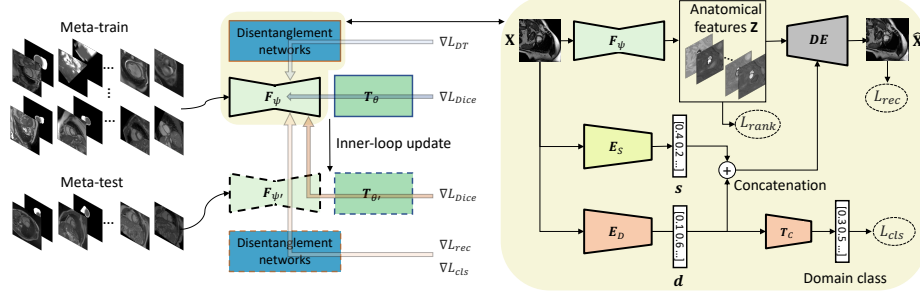 Meta-train
Disentanglement
networks
∇L_DT
F_ψ
T_θ
∇L_Dice
Inner-loop update
Meta-test
F_ψ′
T_θ′
∇L_Dice
Disentanglement
networks
∇L_rec
∇L_cls
X
F_ψ
Anatomical
features Z
DE
X̂
L_rec
L_rank
E_S
[0.4 0.2 ...]
s
+
Concatenation
E_D
[0.1 0.6 ...]
d
T_C
[0.3 0.5 ...]
L_cls
Domain class